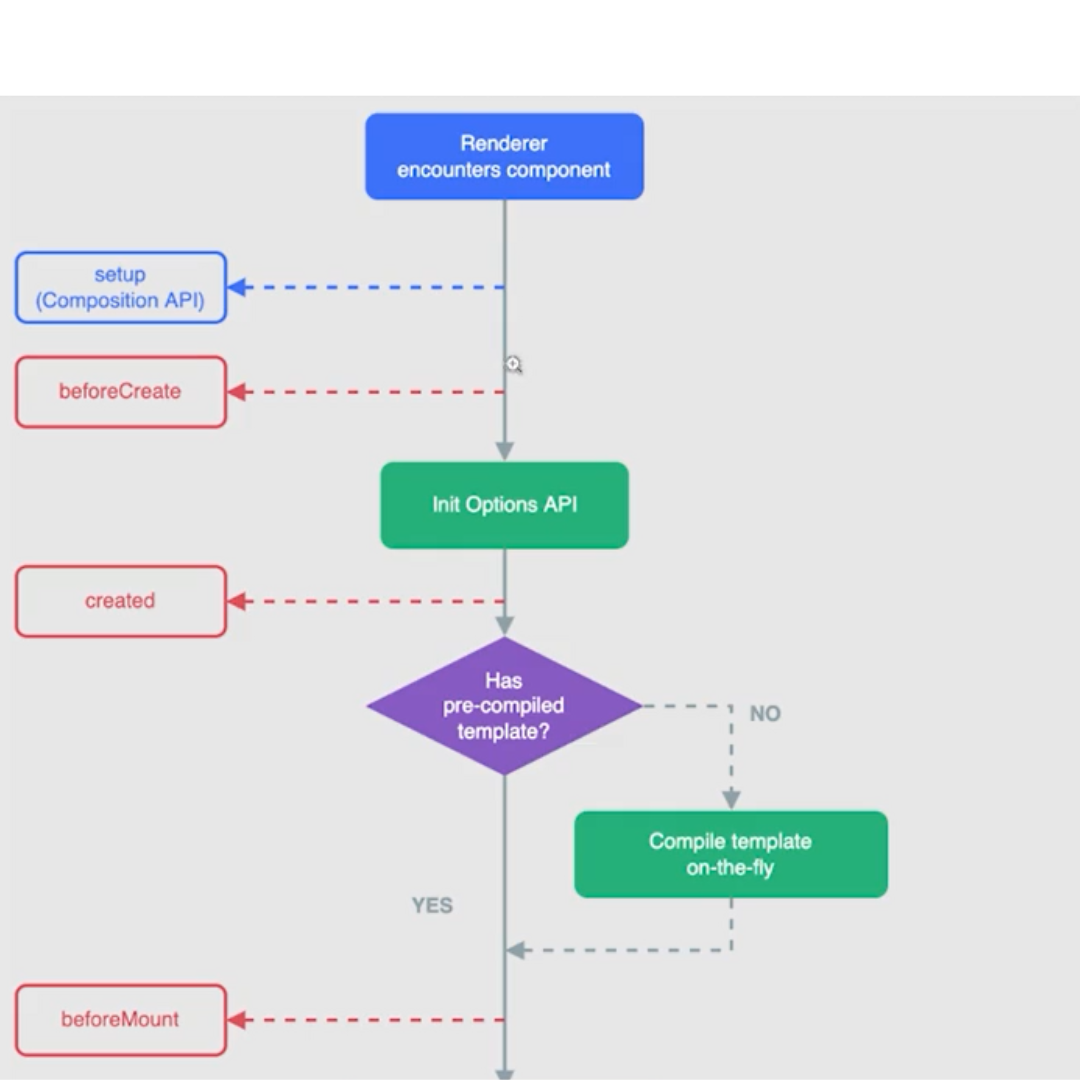 Renderer
encounters component
setup
(Composition API)
beforeCreate
Init Options API
created
Has
pre-compiled
template?
NO
Compile template
on-the-fly
YES
beforeMount